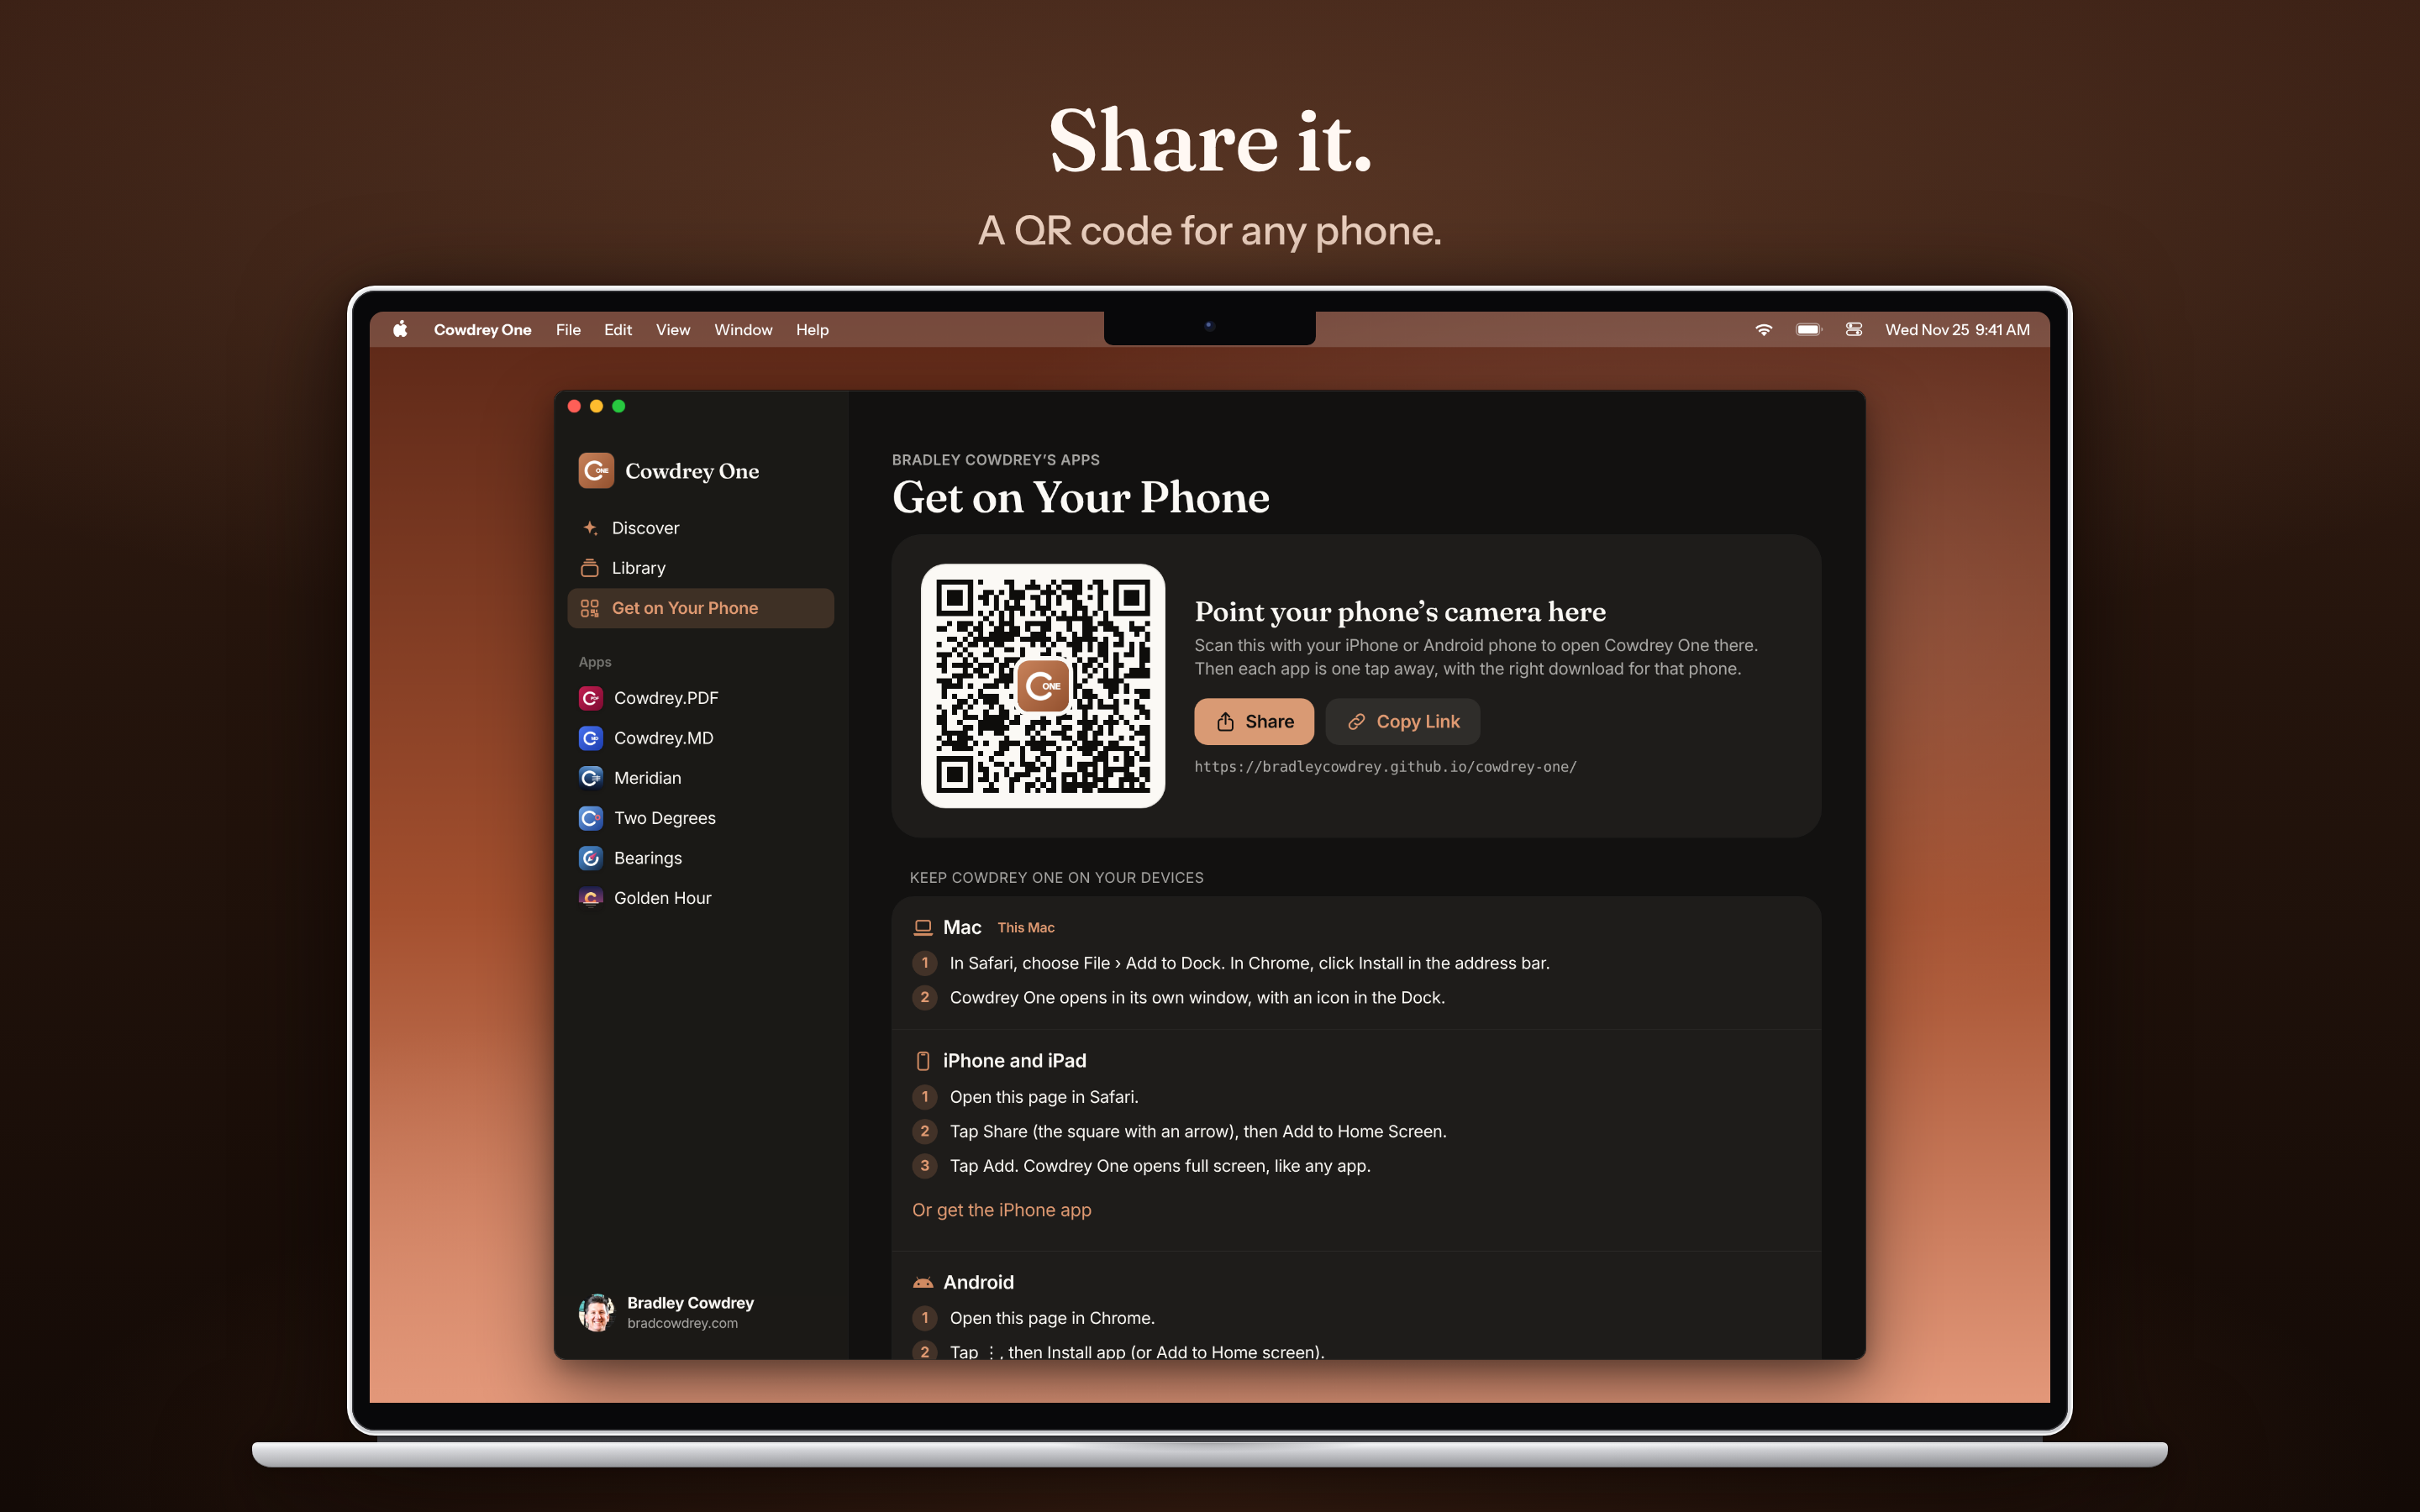 Share it.
A QR code for any phone.
Cowdrey One File Edit View Window Help
Wed Nov 25 9:41 AM
ONE
Cowdrey One
Discover
Library
Get on Your Phone
Apps
Cowdrey.PDF
Cowdrey.MD
Meridian
Two Degrees
Bearings
Golden Hour
Bradley Cowdrey
bradcowdrey.com
BRADLEY COWDREY’S APPS
Get on Your Phone
ONE
Point your phone’s camera here
Scan this with your iPhone or Android phone to open Cowdrey One there.
Then each app is one tap away, with the right download for that phone.
Share
Copy Link
https://bradleycowdrey.github.io/cowdrey-one/
KEEP COWDREY ONE ON YOUR DEVICES
Mac This Mac
1 In Safari, choose File › Add to Dock. In Chrome, click Install in the address bar.
2 Cowdrey One opens in its own window, with an icon in the Dock.
iPhone and iPad
1 Open this page in Safari.
2 Tap Share (the square with an arrow), then Add to Home Screen.
3 Tap Add. Cowdrey One opens full screen, like any app.
Or get the iPhone app
Android
1 Open this page in Chrome.
2 Tap ⋮, then Install app (or Add to Home screen).